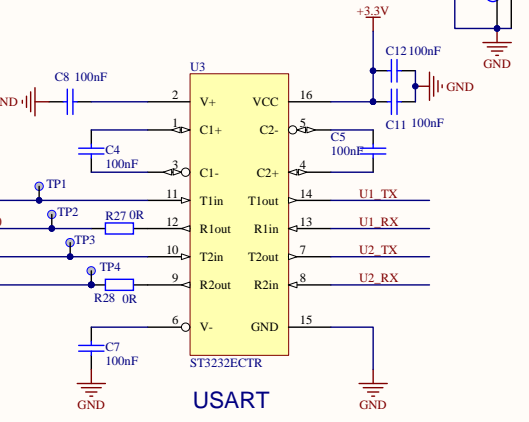 +3.3V
GND
U3
C8 100nF
C12 100nF
ND
GND
2 V+ VCC 16
C11 100nF
1 C1+ C2- 5
C4
100nF
C5
100nF
3 C1- C2+ 4
TP1
11 T1in T1out 14 U1_TX
TP2
R27 0R
12 R1out R1in 13 U1_RX
TP3
10 T2in T2out 7 U2_TX
TP4
9 R2out R2in 8 U2_RX
R28 0R
6 V- GND 15
C7
100nF
ST3232ECTR
GND
USART
GND